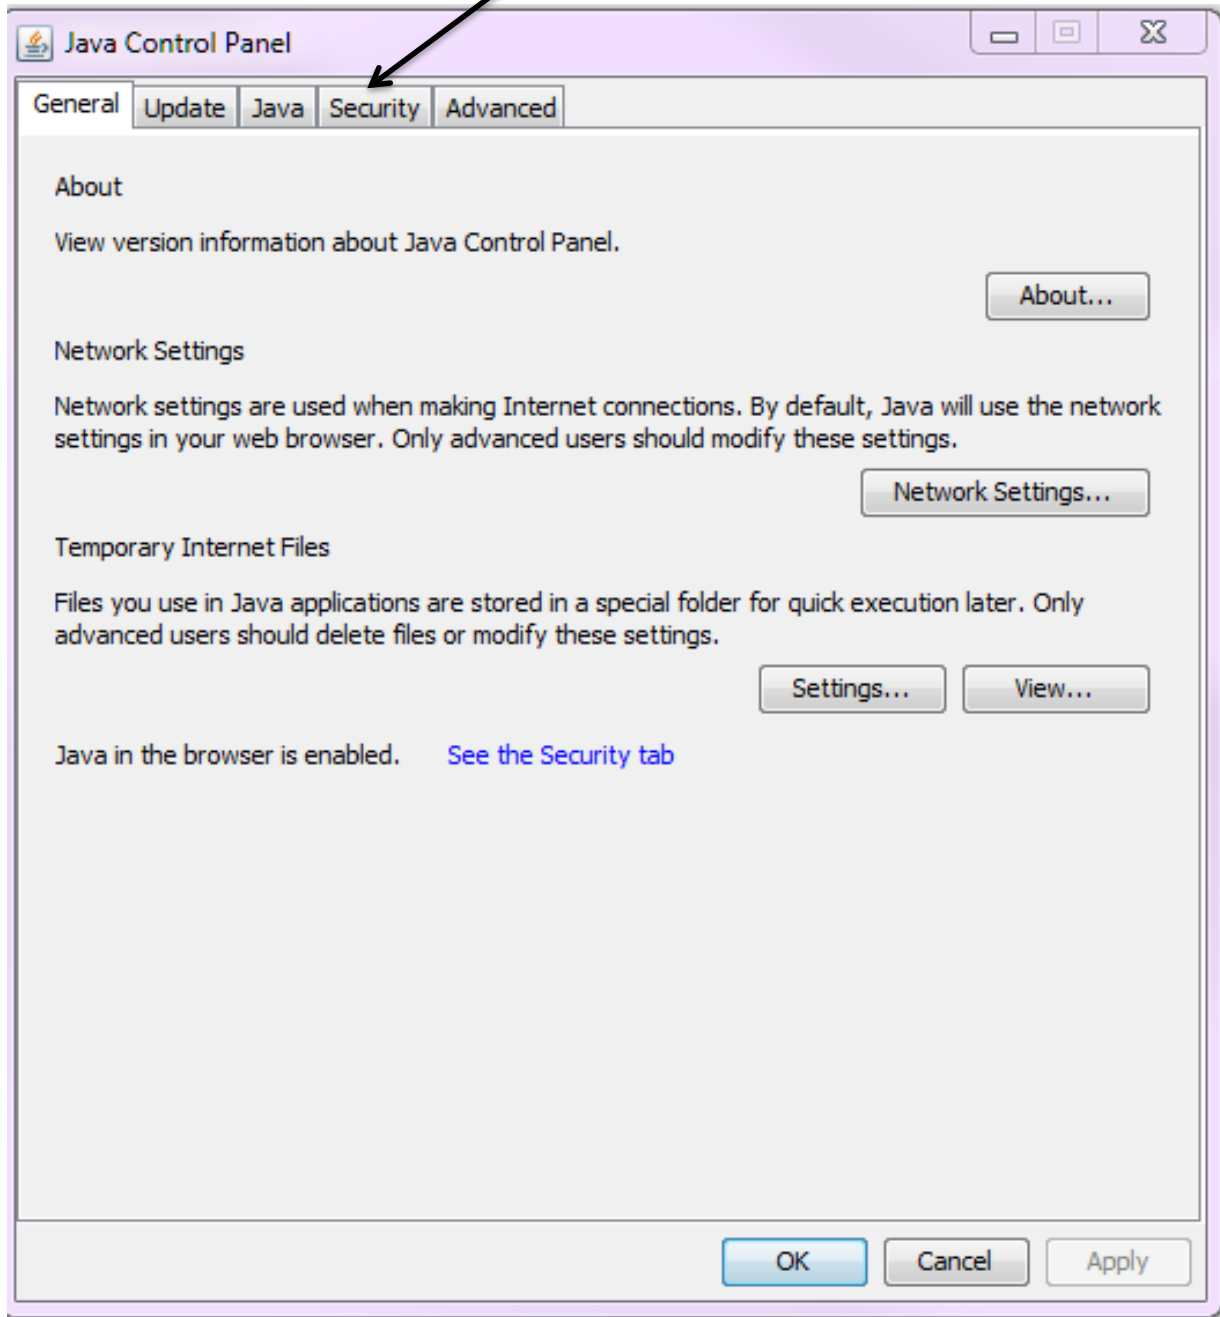 Java Control Panel
General Update Java Security Advanced
About
View version information about Java Control Panel.
About...
Network Settings
Network settings are used when making Internet connections. By default, Java will use the network
settings in your web browser. Only advanced users should modify these settings.
Network Settings...
Temporary Internet Files
Files you use in Java applications are stored in a special folder for quick execution later. Only
advanced users should delete files or modify these settings.
Settings... View...
Java in the browser is enabled. See the Security tab
OK Cancel Apply